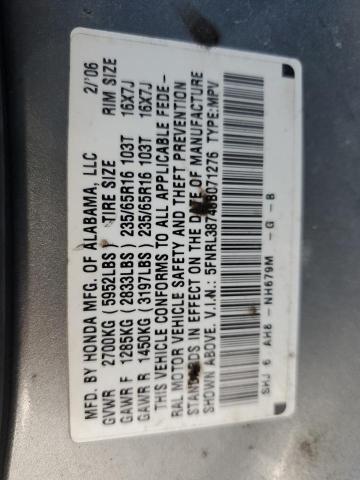 MFD. BY HONDA MFG. OF ALABAMA, LLC 2/'06
GVWR 2700KG (5952LBS) TIRE SIZE RIM SIZE
GAWR F 1285KG (2833LBS) 235/65R16 103T 16X7J
GAWR R 1450KG (3197LBS) 235/65R16 103T 16X7J
THIS VEHICLE CONFORMS TO ALL APPLICABLE FEDE-
RAL MOTOR VEHICLE SAFETY AND THEFT PREVENTION
STANDARDS IN EFFECT ON THE DATE OF MANUFACTURE
SHOWN ABOVE. V.I.N.: TYPE:MPV
SHJ 6 AH8 - NH679M - G - B